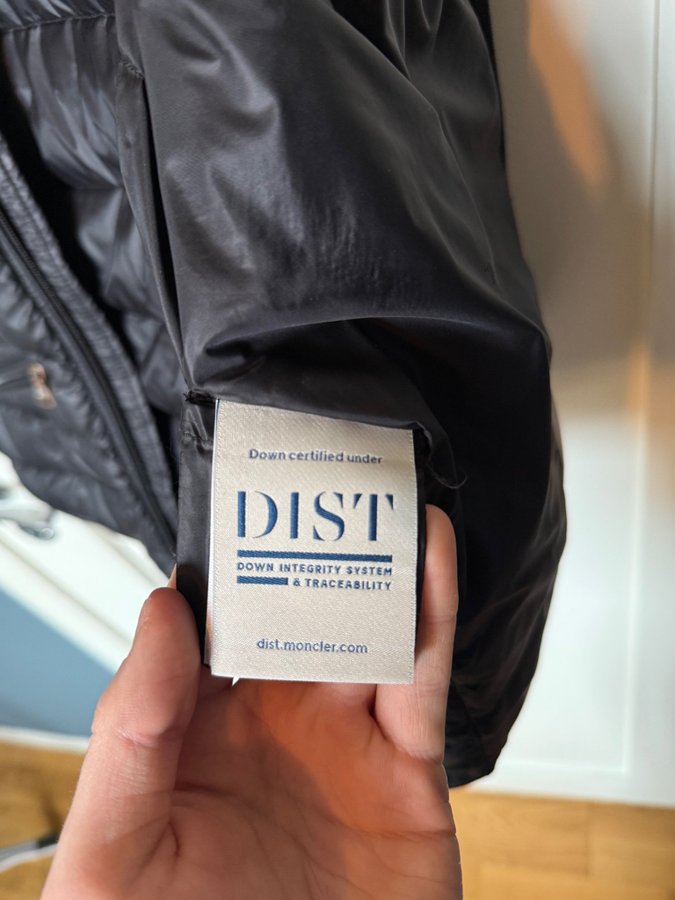 Down certified under
DIST
DOWN INTEGRITY SYSTEM
& TRACEABILITY
dist.moncler.com